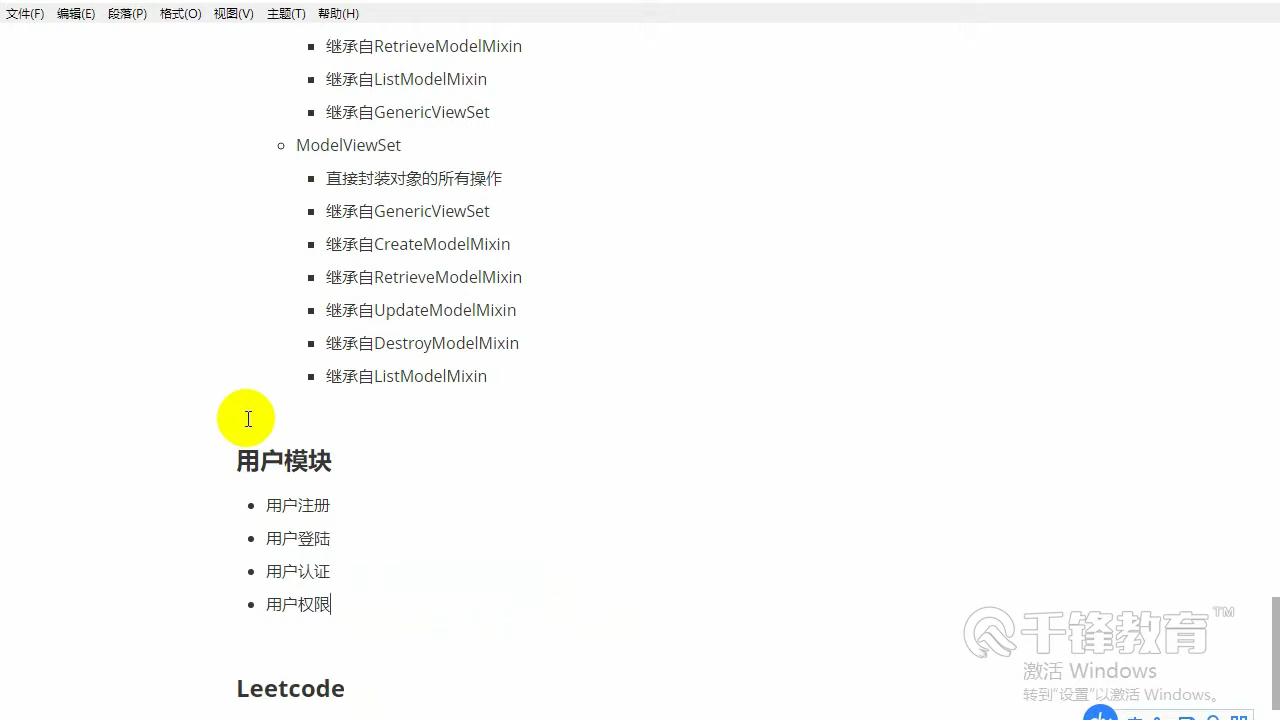 文件(F) 编辑(E) 段落(P) 格式(O) 视图(V) 主题(T) 帮助(H)
继承自RetrieveModelMixin
继承自ListModelMixin
继承自GenericViewSet
ModelViewSet
直接封装对象的所有操作
继承自GenericViewSet
继承自CreateModelMixin
继承自RetrieveModelMixin
继承自UpdateModelMixin
继承自DestroyModelMixin
继承自ListModelMixin
用户模块
用户注册
用户登陆
用户认证
用户权限
千锋教育™
激活 Windows
转到“设置”以激活 Windows。
Leetcode